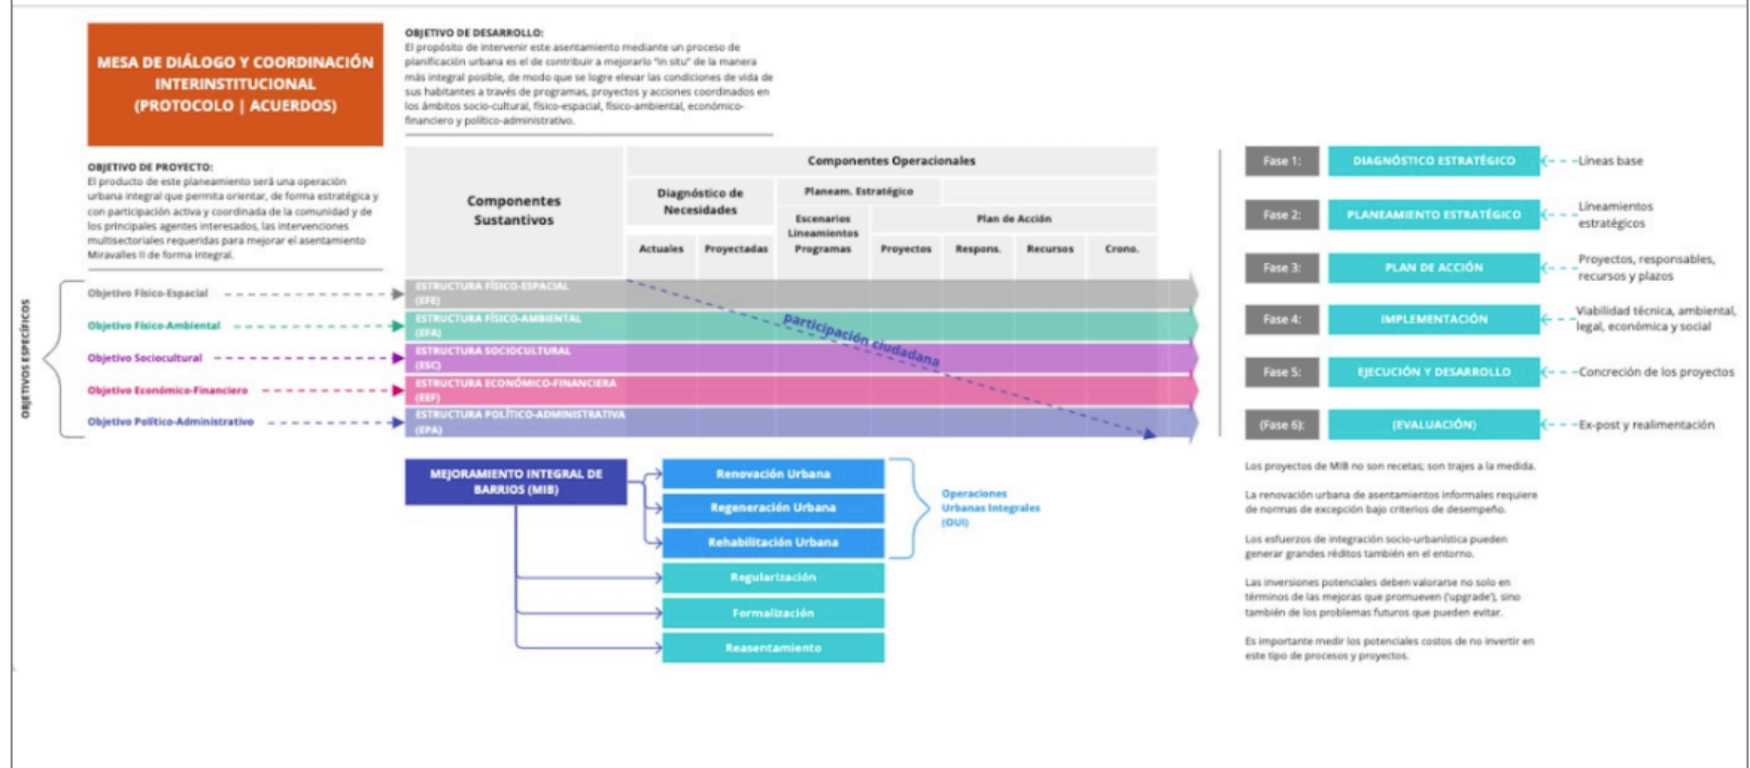 MESA DE DIÁLOGO Y COORDINACIÓN
INTERINSTITUCIONAL
(PROTOCOLO | ACUERDOS)
OBJETIVO DE DESARROLLO:
El propósito de intervenir este asentamiento mediante un proceso de
planificación urbana es el de contribuir a mejorarlo "in situ" de la manera
más integral posible, de modo que se logre elevar las condiciones de vida de
sus habitantes a través de programas, proyectos y acciones coordinados en
los ámbitos socio-cultural, físico-espacial, físico-ambiental, económico-
financiero y político-administrativo.
OBJETIVO DE PROYECTO:
El producto de este planeamiento será una operación
urbana integral que permita orientar, de forma estratégica y
con participación activa y coordinada de la comunidad y de
los principales agentes interesados, las intervenciones
multisectoriales requeridas para mejorar el asentamiento
Miravalles II de forma integral.
Componentes
Sustantivos
Componentes Operacionales
Diagnóstico de
Necesidades
Planeam. Estratégico
Escenarios
Lineamientos
Programas
Plan de Acción
Actuales
Proyectadas
Proyectos
Respons.
Recursos
Crono.
OBJETIVOS ESPECÍFICOS
Objetivo Físico-Espacial
Objetivo Físico-Ambiental
Objetivo Sociocultural
Objetivo Económico-Financiero
Objetivo Político-Administrativo
ESTRUCTURA FÍSICO-ESPACIAL
(EFE)
ESTRUCTURA FÍSICO-AMBIENTAL
(EFA)
ESTRUCTURA SOCIOCULTURAL
(ESC)
ESTRUCTURA ECONÓMICO-FINANCIERA
(EEF)
ESTRUCTURA POLÍTICO-ADMINISTRATIVA
(EPA)
participación ciudadana
MEJORAMIENTO INTEGRAL DE
BARRIOS (MIB)
Renovación Urbana
Regeneración Urbana
Rehabilitación Urbana
Regularización
Formalización
Reasentamiento
Operaciones
Urbanas Integrales
(OUI)
Fase 1:
DIAGNÓSTICO ESTRATÉGICO
Líneas base
Fase 2:
PLANEAMIENTO ESTRATÉGICO
Lineamientos
estratégicos
Fase 3:
PLAN DE ACCIÓN
Proyectos, responsables,
recursos y plazos
Fase 4:
IMPLEMENTACIÓN
Viabilidad técnica, ambiental,
legal, económica y social
Fase 5:
EJECUCIÓN Y DESARROLLO
Concreción de los proyectos
(Fase 6):
(EVALUACIÓN)
Ex-post y realimentación
Los proyectos de MIB no son recetas; son trajes a la medida.
La renovación urbana de asentamientos informales requiere
de normas de excepción bajo criterios de desempeño.
Los esfuerzos de integración socio-urbanística pueden
generar grandes réditos también en el entorno.
Las inversiones potenciales deben valorarse no solo en
términos de las mejoras que promueven ('upgrade'), sino
también de los problemas futuros que pueden evitar.
Es importante medir los potenciales costos de no invertir en
este tipo de procesos y proyectos.